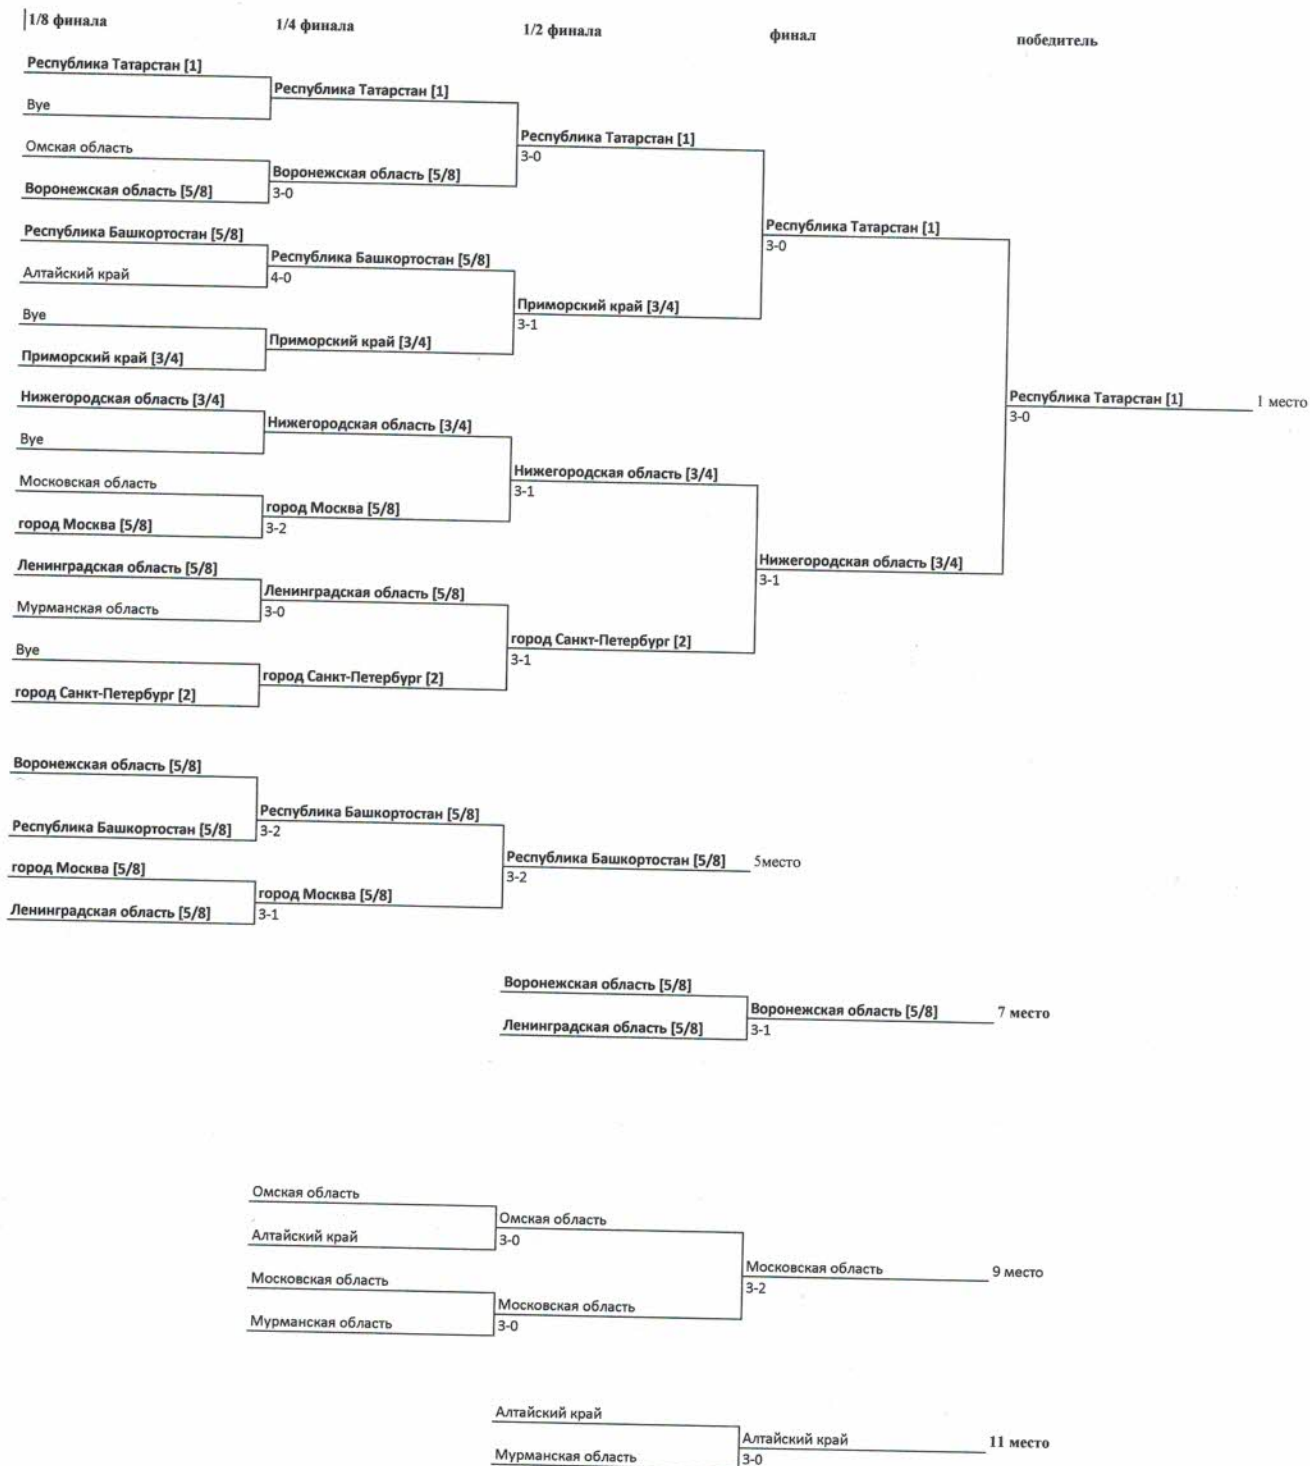 1/8 финала
1/4 финала
1/2 финала
финал
победитель
Республика Татарстан [1]
Республика Татарстан [1]
Bye
Республика Татарстан [1]
3-0
Омская область
Воронежская область [5/8]
3-0
Воронежская область [5/8]
Республика Татарстан [1]
3-0
Республика Башкортостан [5/8]
Республика Башкортостан [5/8]
4-0
Алтайский край
Приморский край [3/4]
3-1
Bye
Приморский край [3/4]
Приморский край [3/4]
Республика Татарстан [1] 1 место
3-0
Нижегородская область [3/4]
Нижегородская область [3/4]
Bye
Нижегородская область [3/4]
3-1
Московская область
город Москва [5/8]
3-2
город Москва [5/8]
Нижегородская область [3/4]
3-1
Ленинградская область [5/8]
Ленинградская область [5/8]
3-0
Мурманская область
город Санкт-Петербург [2]
3-1
Bye
город Санкт-Петербург [2]
город Санкт-Петербург [2]
Воронежская область [5/8]
Республика Башкортостан [5/8]
3-2
Республика Башкортостан [5/8]
Республика Башкортостан [5/8] 5место
3-2
город Москва [5/8]
город Москва [5/8]
3-1
Ленинградская область [5/8]
Воронежская область [5/8]
Воронежская область [5/8] 7 место
3-1
Ленинградская область [5/8]
Омская область
Омская область
3-0
Алтайский край
Московская область 9 место
3-2
Московская область
Московская область
3-0
Мурманская область
Алтайский край
Алтайский край 11 место
3-0
Мурманская область